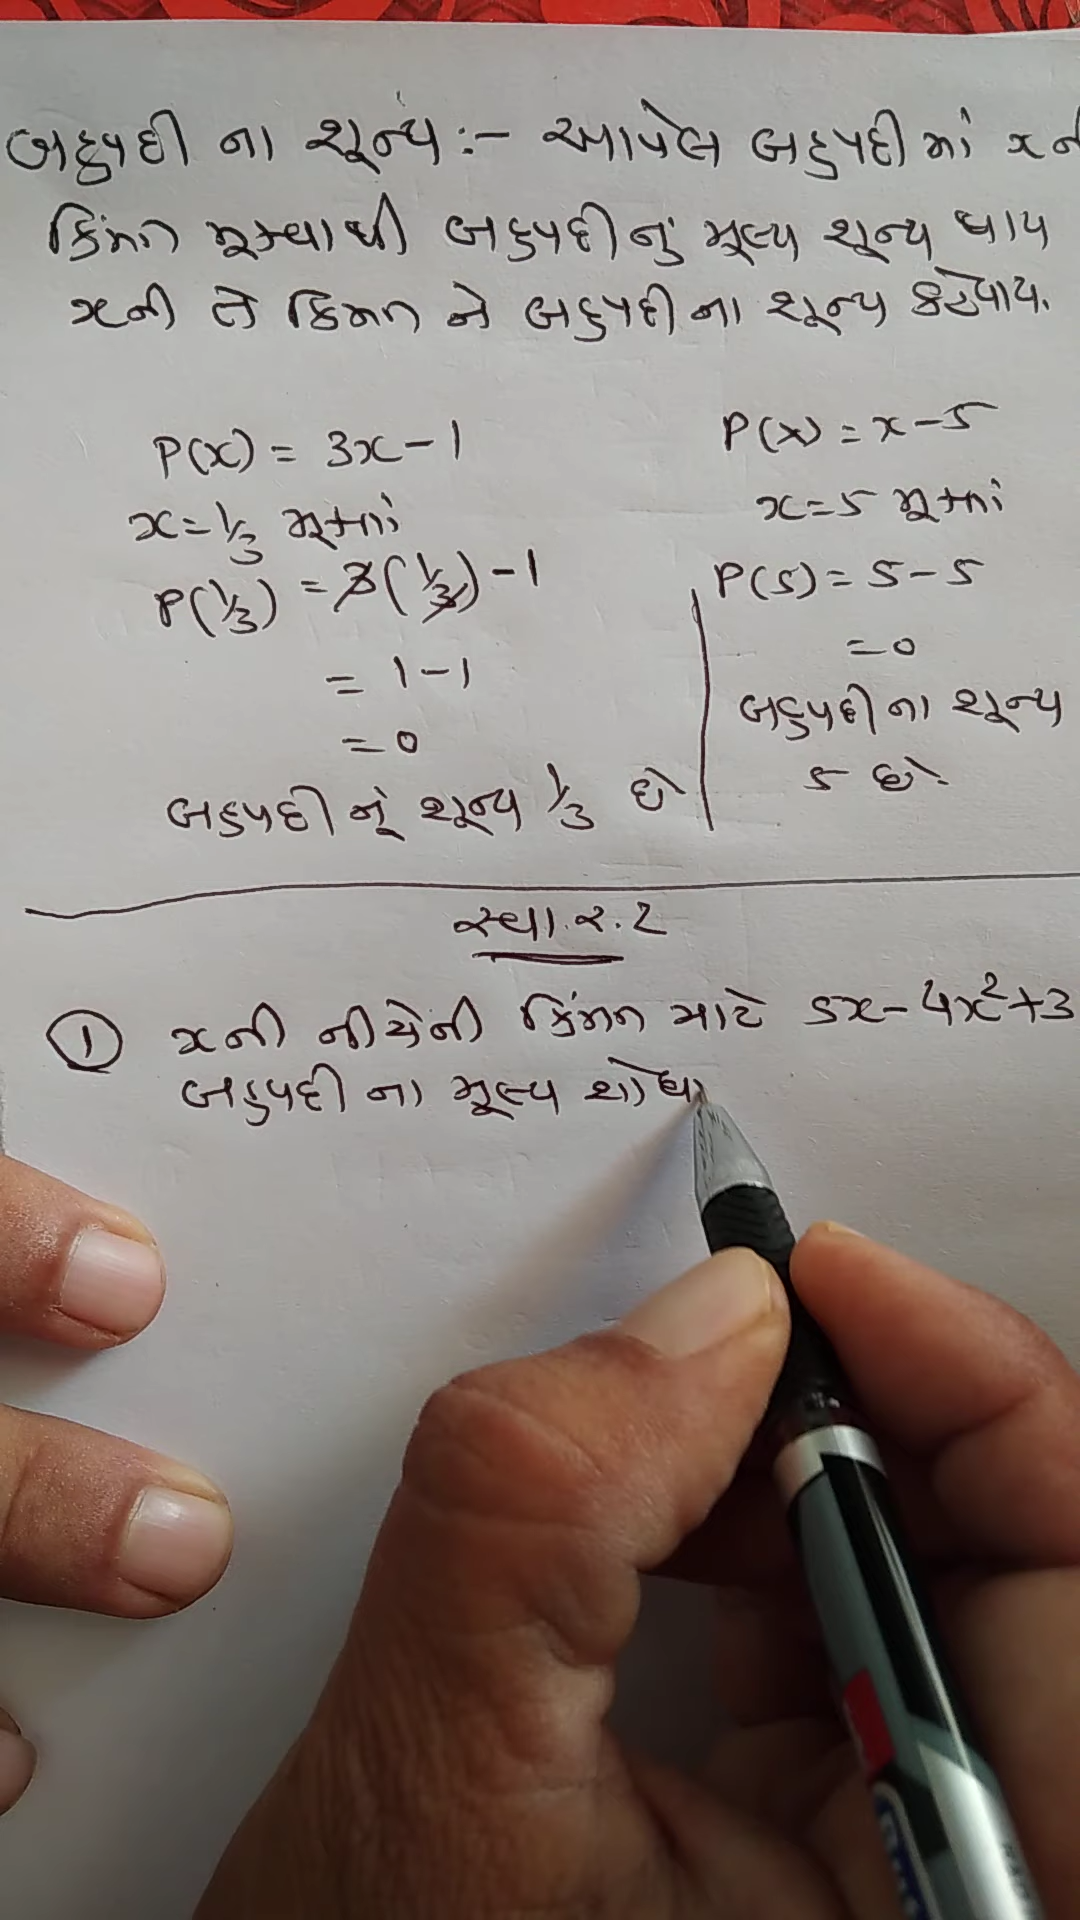 બહુપદી ના શૂન્ય :- આપેલ બહુપદી માં x ની
કિંમત મૂકવાથી બહુપદીનું મૂલ્ય શૂન્ય થાય
xની તે કિંમત ને બહુપદી ના શૂન્ય કહેવાય.
P(x) = 3x-1
x=1/3 મૂકતાં
P(1/3) = 3(1/3)-1
= 1-1
=0
બહુપદી નું શૂન્ય 1/3 છે
P(x) = x-5
x=5 મૂકતાં
P(5) = 5-5
=0
બહુપદી ના શૂન્ય
5 છે.
સ્વા. ૨.2
① xની નીચેની કિંમત માટે 5x-4x²+3
બહુપદી ના મૂલ્ય શોધા